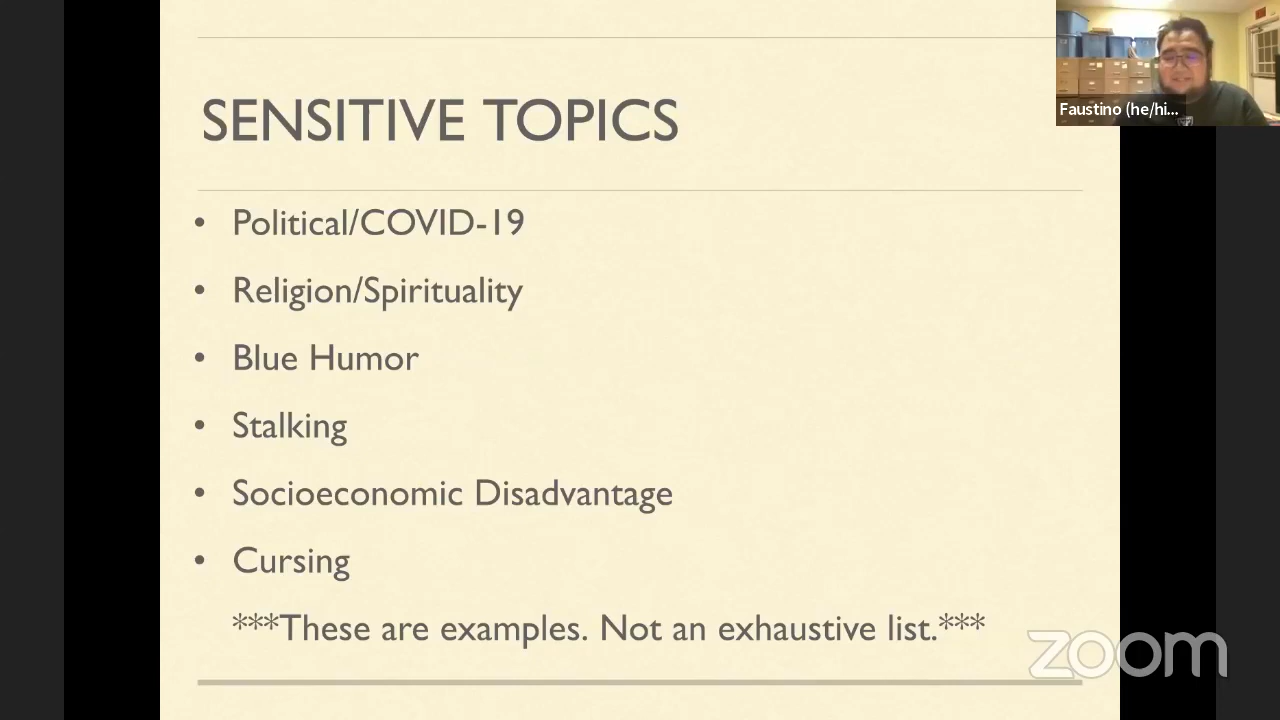 SENSITIVE TOPICS
Faustino (he/hi...
• Political/COVID-19
• Religion/Spirituality
• Blue Humor
• Stalking
• Socioeconomic Disadvantage
• Cursing
***These are examples. Not an exhaustive list.***
zoom